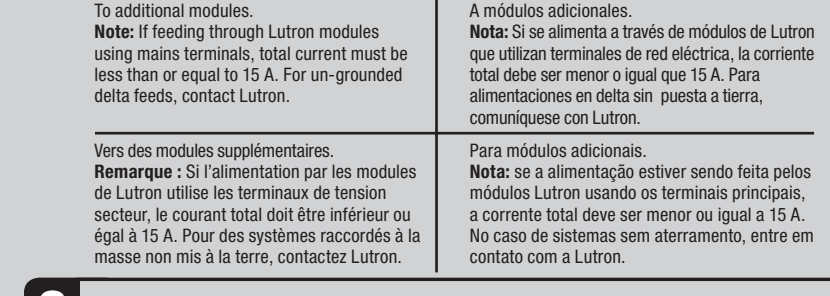 To additional modules.
Note: If feeding through Lutron modules
using mains terminals, total current must be
less than or equal to 15 A. For un-grounded
delta feeds, contact Lutron.
A módulos adicionales.
Nota: Si se alimenta a través de módulos de Lutron
que utilizan terminales de red eléctrica, la corriente
total debe ser menor o igual que 15 A. Para
alimentaciones en delta sin puesta a tierra,
comuníquese con Lutron.
Vers des modules supplémentaires.
Remarque : Si l’alimentation par les modules
de Lutron utilise les terminaux de tension
secteur, le courant total doit être inférieur ou
égal à 15 A. Pour des systèmes raccordés à la
masse non mis à la terre, contactez Lutron.
Para módulos adicionais.
Nota: se a alimentação estiver sendo feita pelos
módulos Lutron usando os terminais principais,
a corrente total deve ser menor ou igual a 15 A.
No caso de sistemas sem aterramento, entre em
contato com a Lutron.